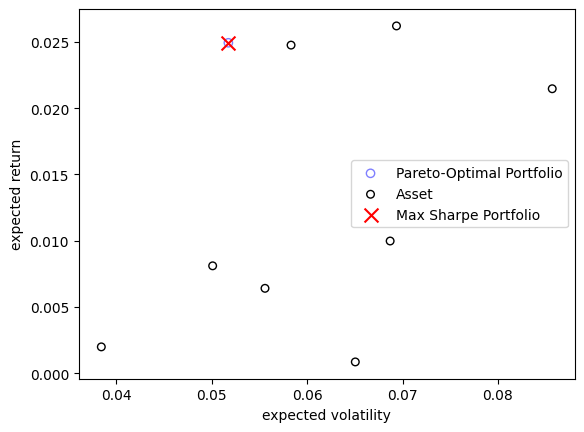 0.025
0.020
0.015
0.010
0.005
0.000
expected return
Pareto-Optimal Portfolio
Asset
Max Sharpe Portfolio
0.04 0.05 0.06 0.07 0.08
expected volatility